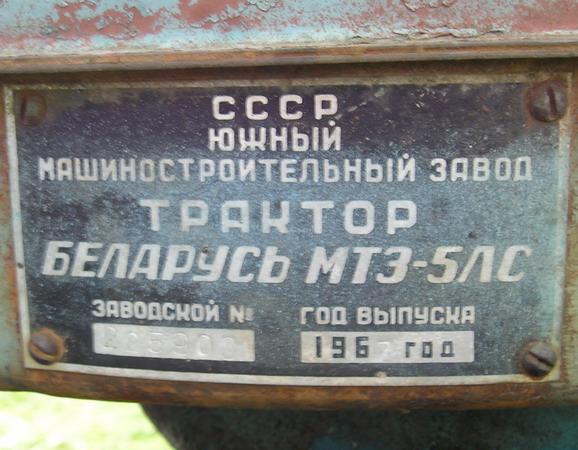 СССР
ЮЖНЫЙ
МАШИНОСТРОИТЕЛЬНЫЙ ЗАВОД
ТРАКТОР
БЕЛАРУСЬ МТЗ-5ЛС
ЗАВОДСКОЙ № ГОД ВЫПУСКА
ГОД